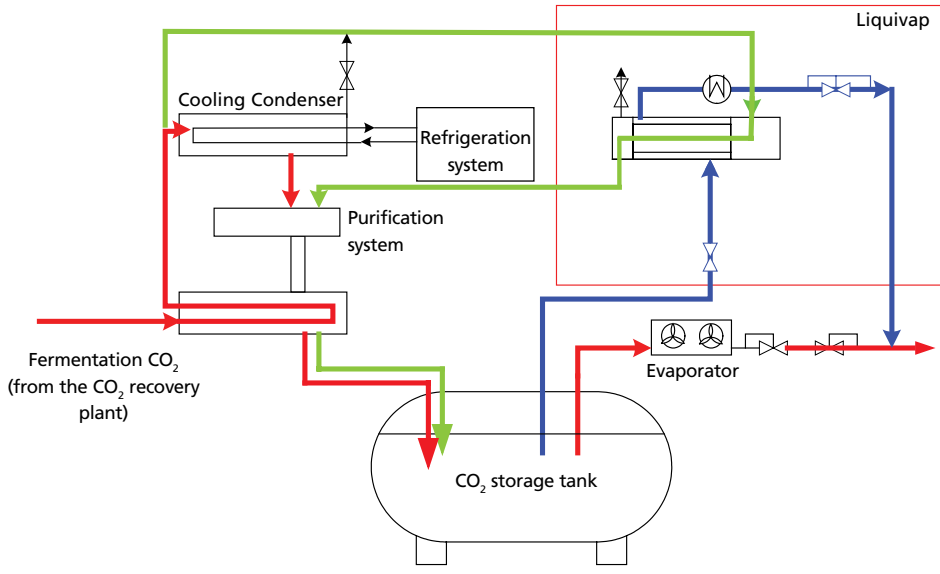 Liquivap
Cooling Condenser
Refrigeration
system
Purification
system
Fermentation CO₂
(from the CO₂ recovery
plant)
Evaporator
CO₂ storage tank